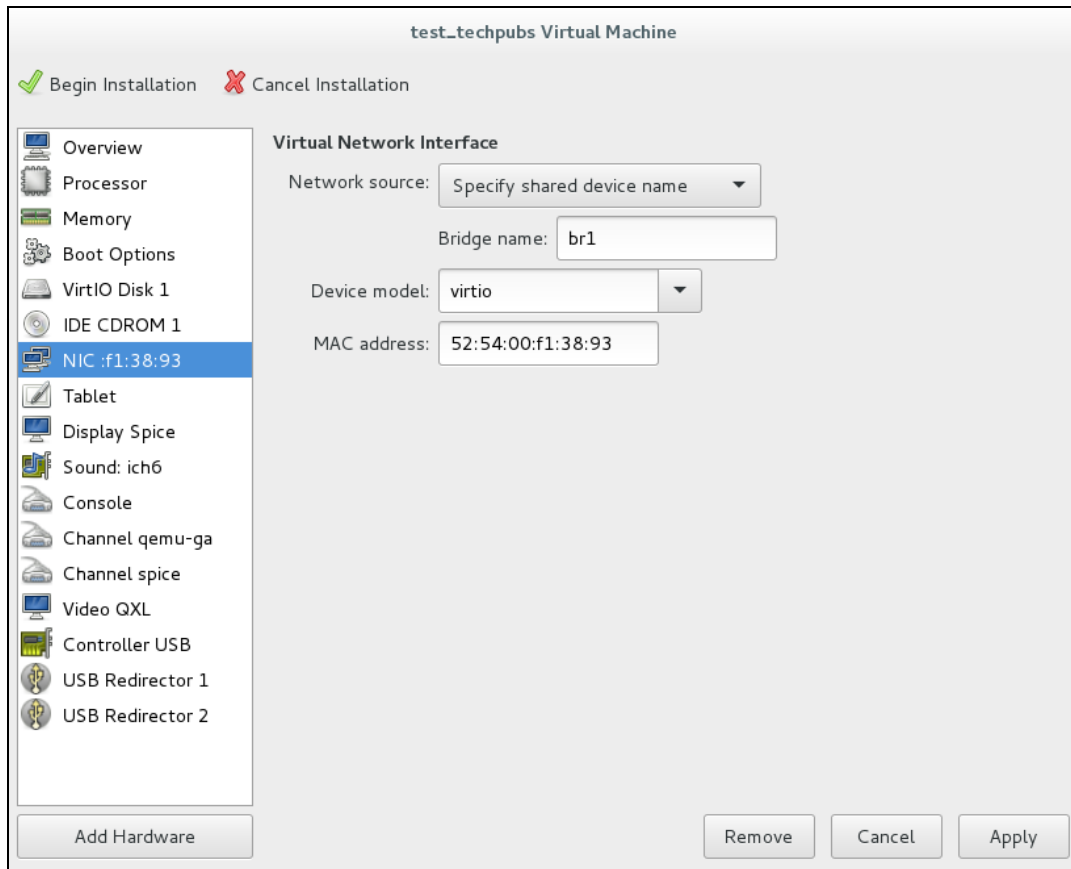 test_techpubs Virtual Machine
Begin Installation Cancel Installation
Overview
Processor
Memory
Boot Options
VirtIO Disk 1
IDE CDROM 1
NIC :f1:38:93
Tablet
Display Spice
Sound: ich6
Console
Channel qemu-ga
Channel spice
Video QXL
Controller USB
USB Redirector 1
USB Redirector 2
Add Hardware
Virtual Network Interface
Network source: Specify shared device name
Bridge name: br1
Device model: virtio
MAC address: 52:54:00:f1:38:93
Remove Cancel Apply